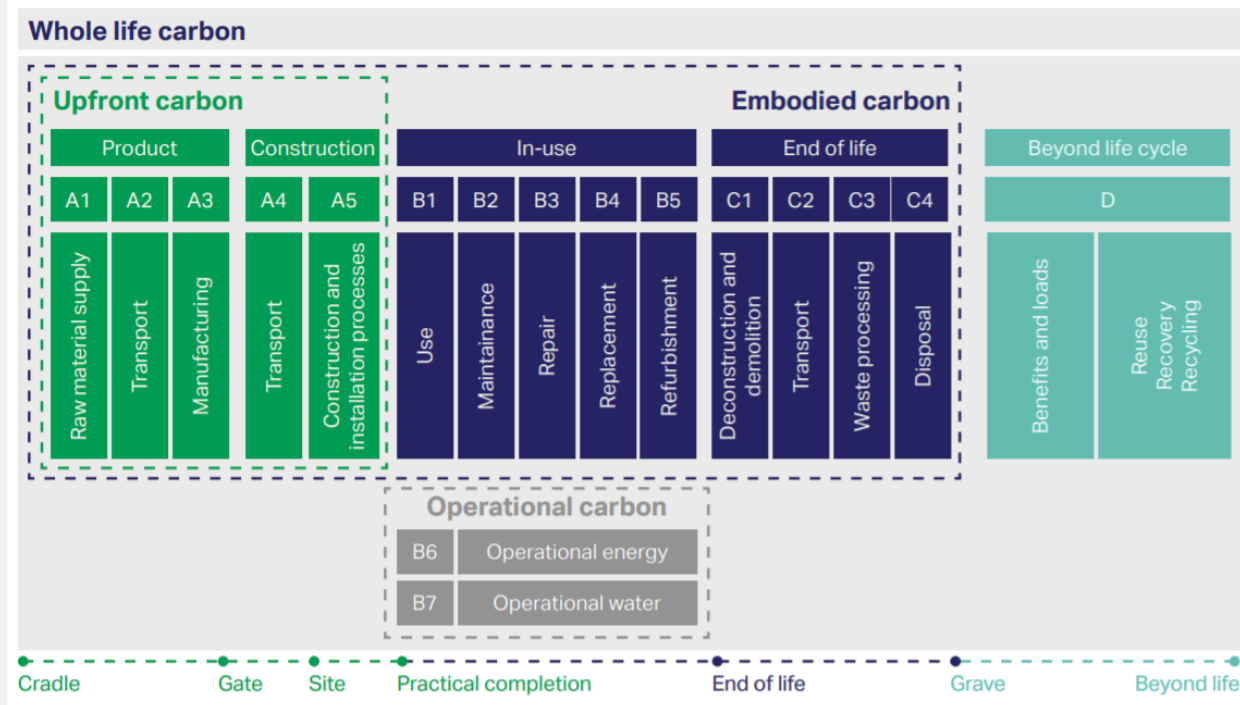 Whole life carbon
Upfront carbon
Embodied carbon
Product
Construction
In-use
End of life
Beyond life cycle
A1
A2
A3
A4
A5
B1
B2
B3
B4
B5
C1
C2
C3
C4
D
Raw material supply
Transport
Manufacturing
Transport
Construction and
installation processes
Use
Maintainance
Repair
Replacement
Refurbishment
Deconstruction and
demolition
Transport
Waste processing
Disposal
Benefits and loads
Reuse
Recovery
Recycling
Operational carbon
B6
Operational energy
B7
Operational water
Cradle
Gate
Site
Practical completion
End of life
Grave
Beyond life